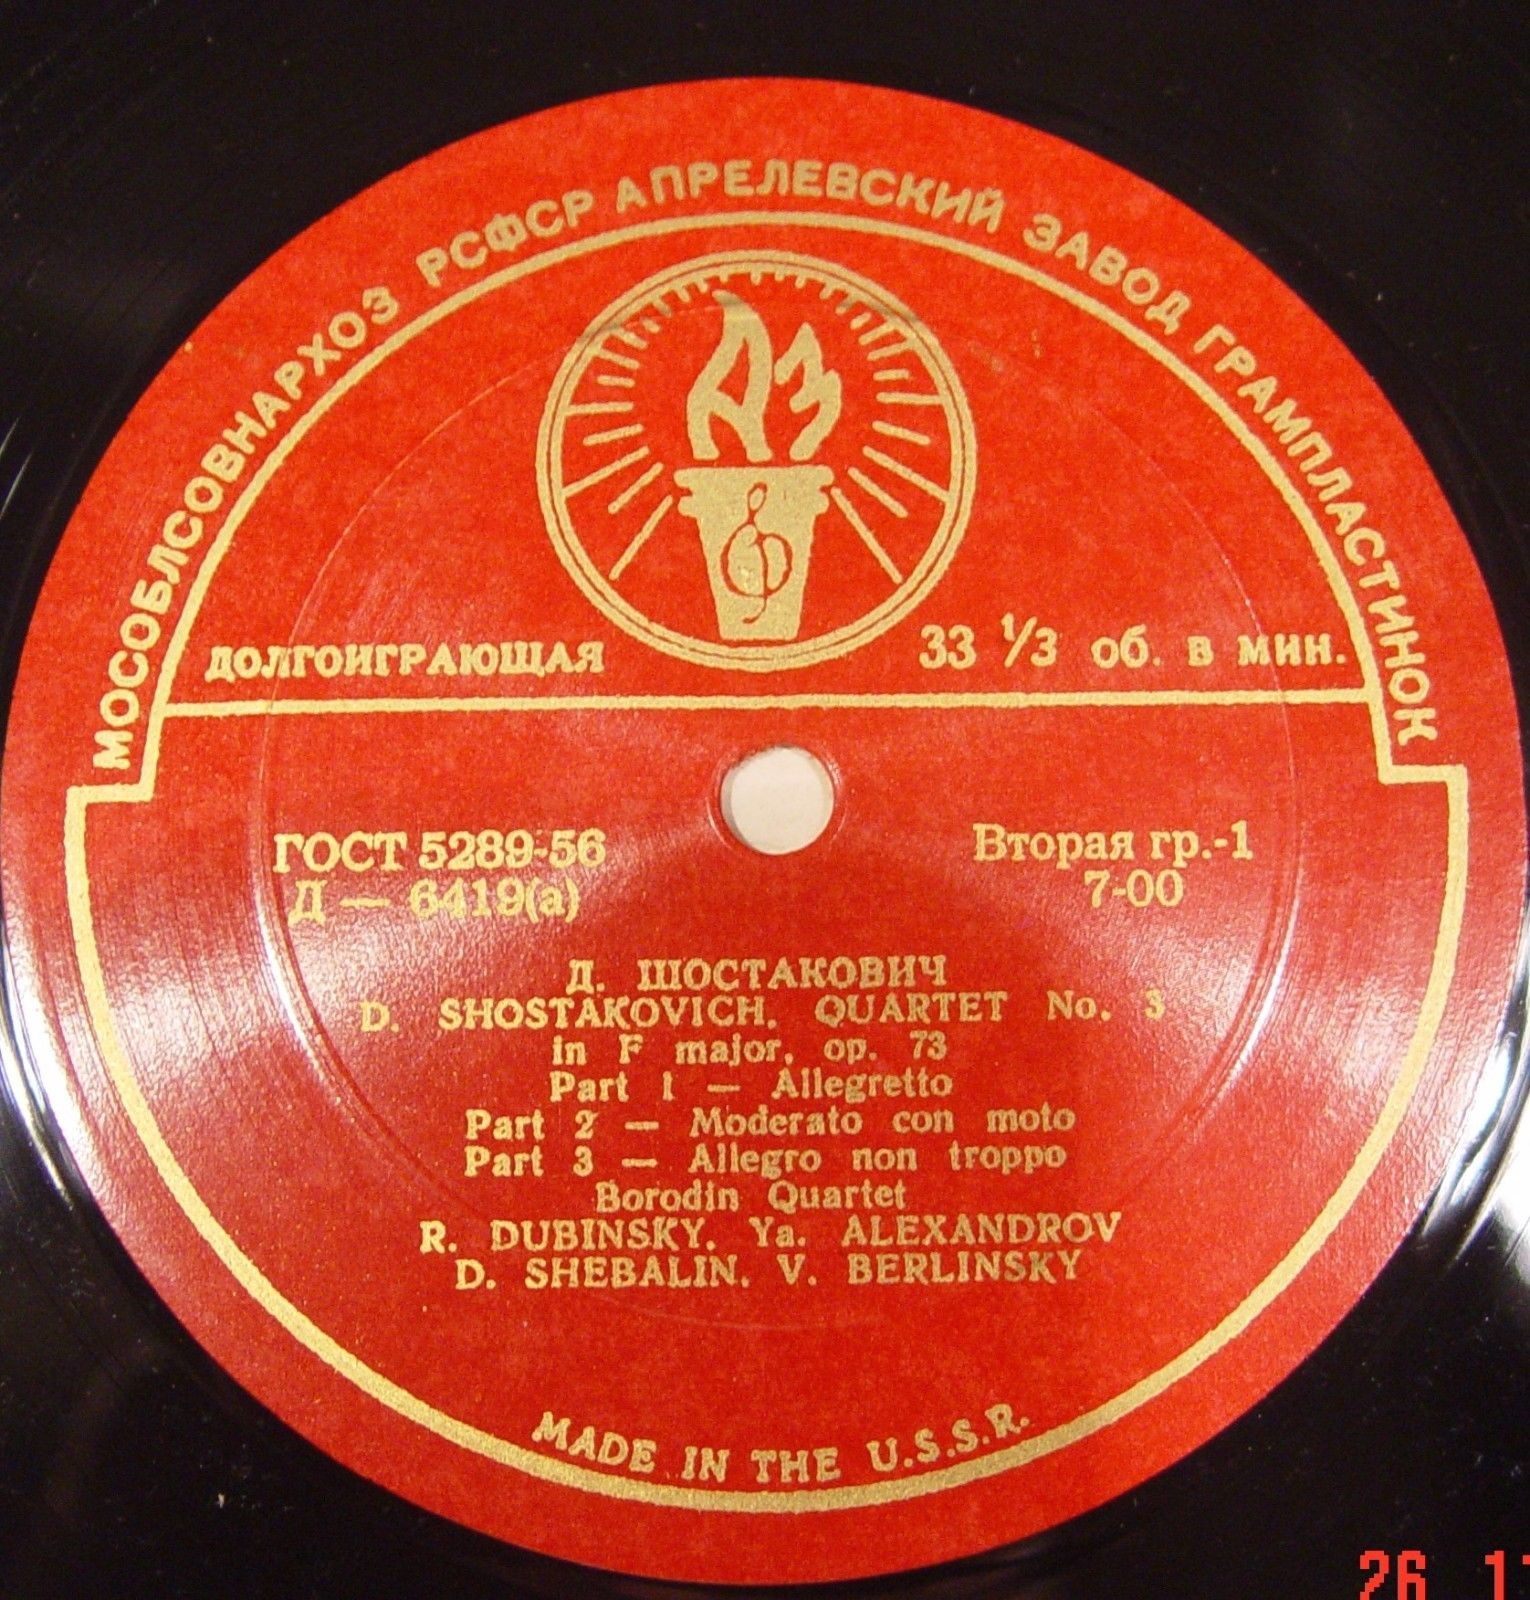 МОСОБЛСОВНАРХОЗ РСФСР АПРЕЛЕВСКИЙ ЗАВОД ГРАМПЛАСТИНОК
АЗ
ДОЛГОИГРАЮЩАЯ
33 1/3 об. в мин.
ГОСТ 5289-56
Д — 6419(а)
Вторая гр.-1
7-00
Д. ШОСТАКОВИЧ
D. SHOSTAKOVICH. QUARTET No. 3
in F major, op. 73
Part 1 — Allegretto
Part 2 — Moderato con moto
Part 3 — Allegro non troppo
Borodin Quartet
R. DUBINSKY. Ya. ALEXANDROV
D. SHEBALIN. V. BERLINSKY
MADE IN THE U.S.S.R.
26